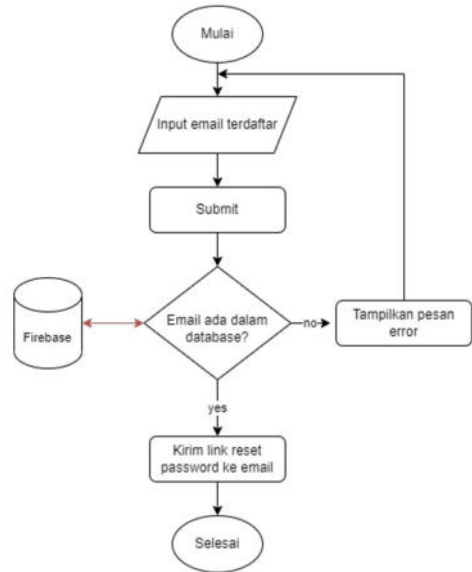 Mulai
Input email terdaftar
Submit
Email ada dalam
database?
Firebase
no
Tampilkan pesan
error
yes
Kirim link reset
password ke email
Selesai